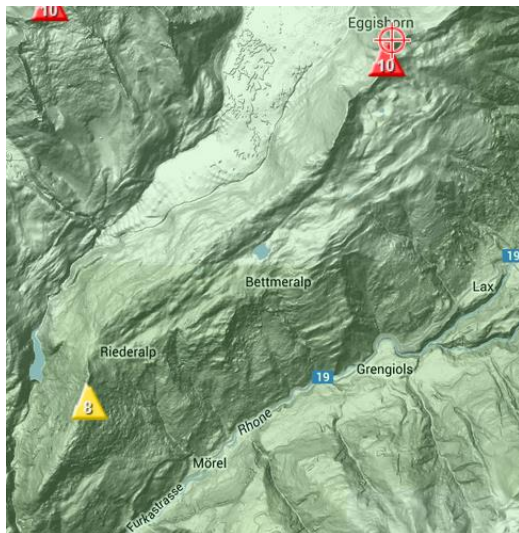 10
Eggishorn
10
19
Lax
Bettmeralp
Riederalp
Grengiols
19
8
Rhone
Mörel
Furkastrasse